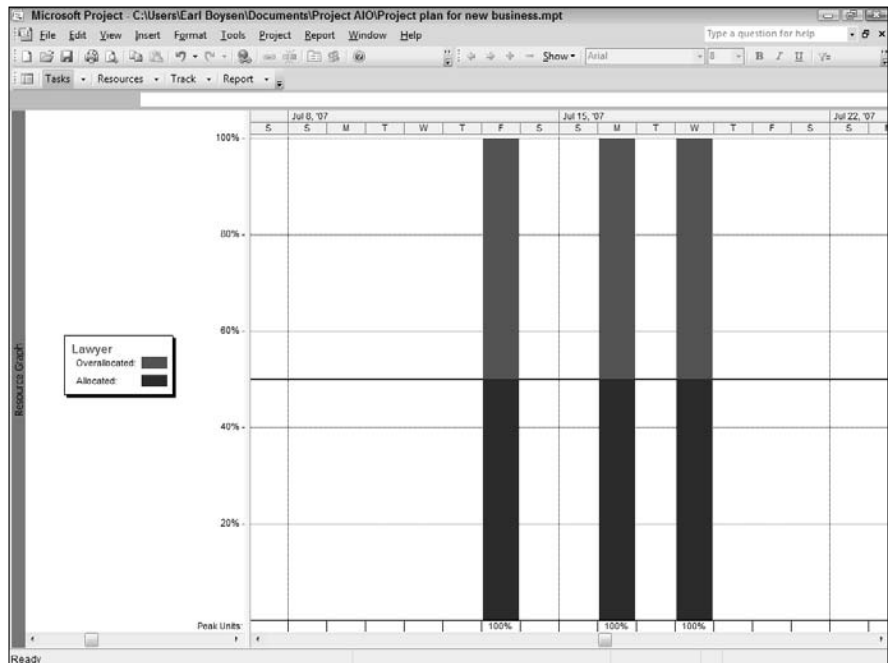 Microsoft Project - C:\Users\Earl Boysen\Documents\Project AIO\Project plan for new business.mpt
File Edit View Insert Format Tools Project Report Window Help Type a question for help
Show Arial 8 B I U
Tasks Resources Track Report
Jul 8, '07 Jul 15, '07 Jul 22, '07
S S M T W T F S S M T W T F S S
100%
80%
60%
Lawyer
Overallocated:
Allocated:
Resource Graph
40%
20%
Peak Units: 100% 100% 100%
Ready